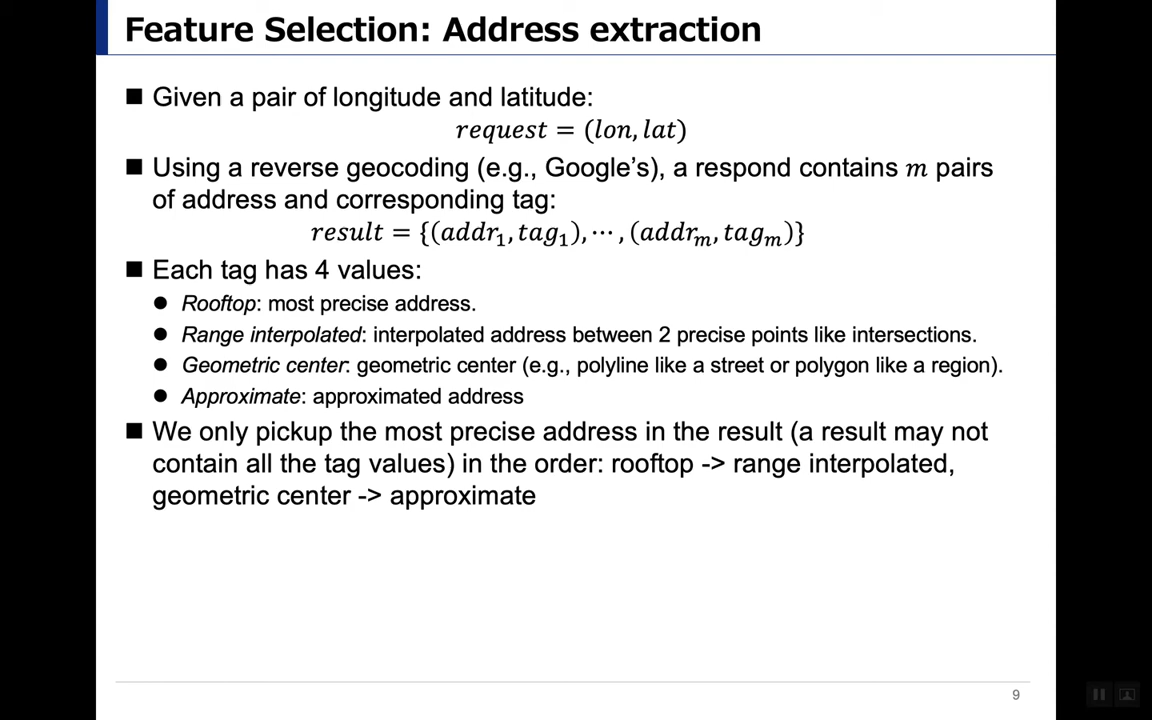 Feature Selection: Address extraction
■ Given a pair of longitude and latitude:
request = (lon, lat)
■ Using a reverse geocoding (e.g., Google’s), a respond contains m pairs
of address and corresponding tag:
result = {(addr₁, tag₁), ⋯ , (addrₘ, tagₘ)}
■ Each tag has 4 values:
● Rooftop: most precise address.
● Range interpolated: interpolated address between 2 precise points like intersections.
● Geometric center: geometric center (e.g., polyline like a street or polygon like a region).
● Approximate: approximated address
■ We only pickup the most precise address in the result (a result may not
contain all the tag values) in the order: rooftop -> range interpolated,
geometric center -> approximate
9